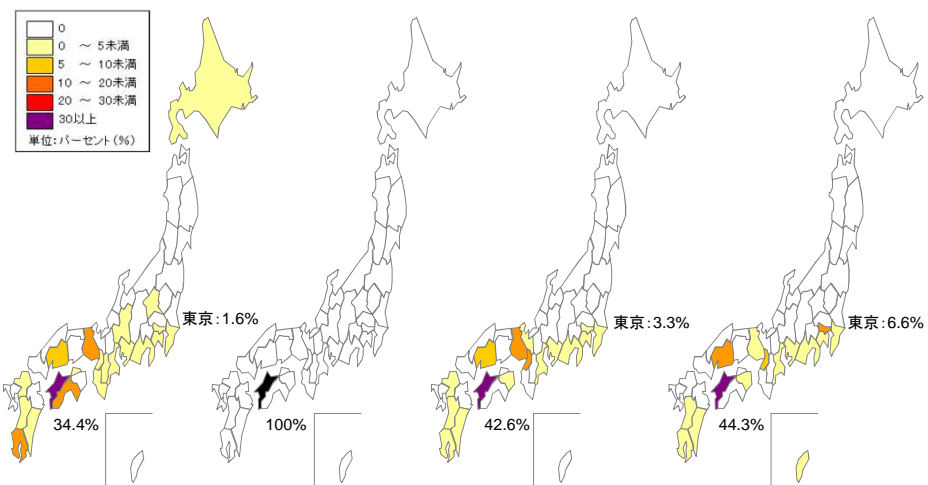 0
0 ～ 5未満
5 ～ 10未満
10 ～ 20未満
20 ～ 30未満
30以上
単位:パーセント(%)
東京:1.6%
東京:3.3%
東京:6.6%
34.4%
100%
42.6%
44.3%